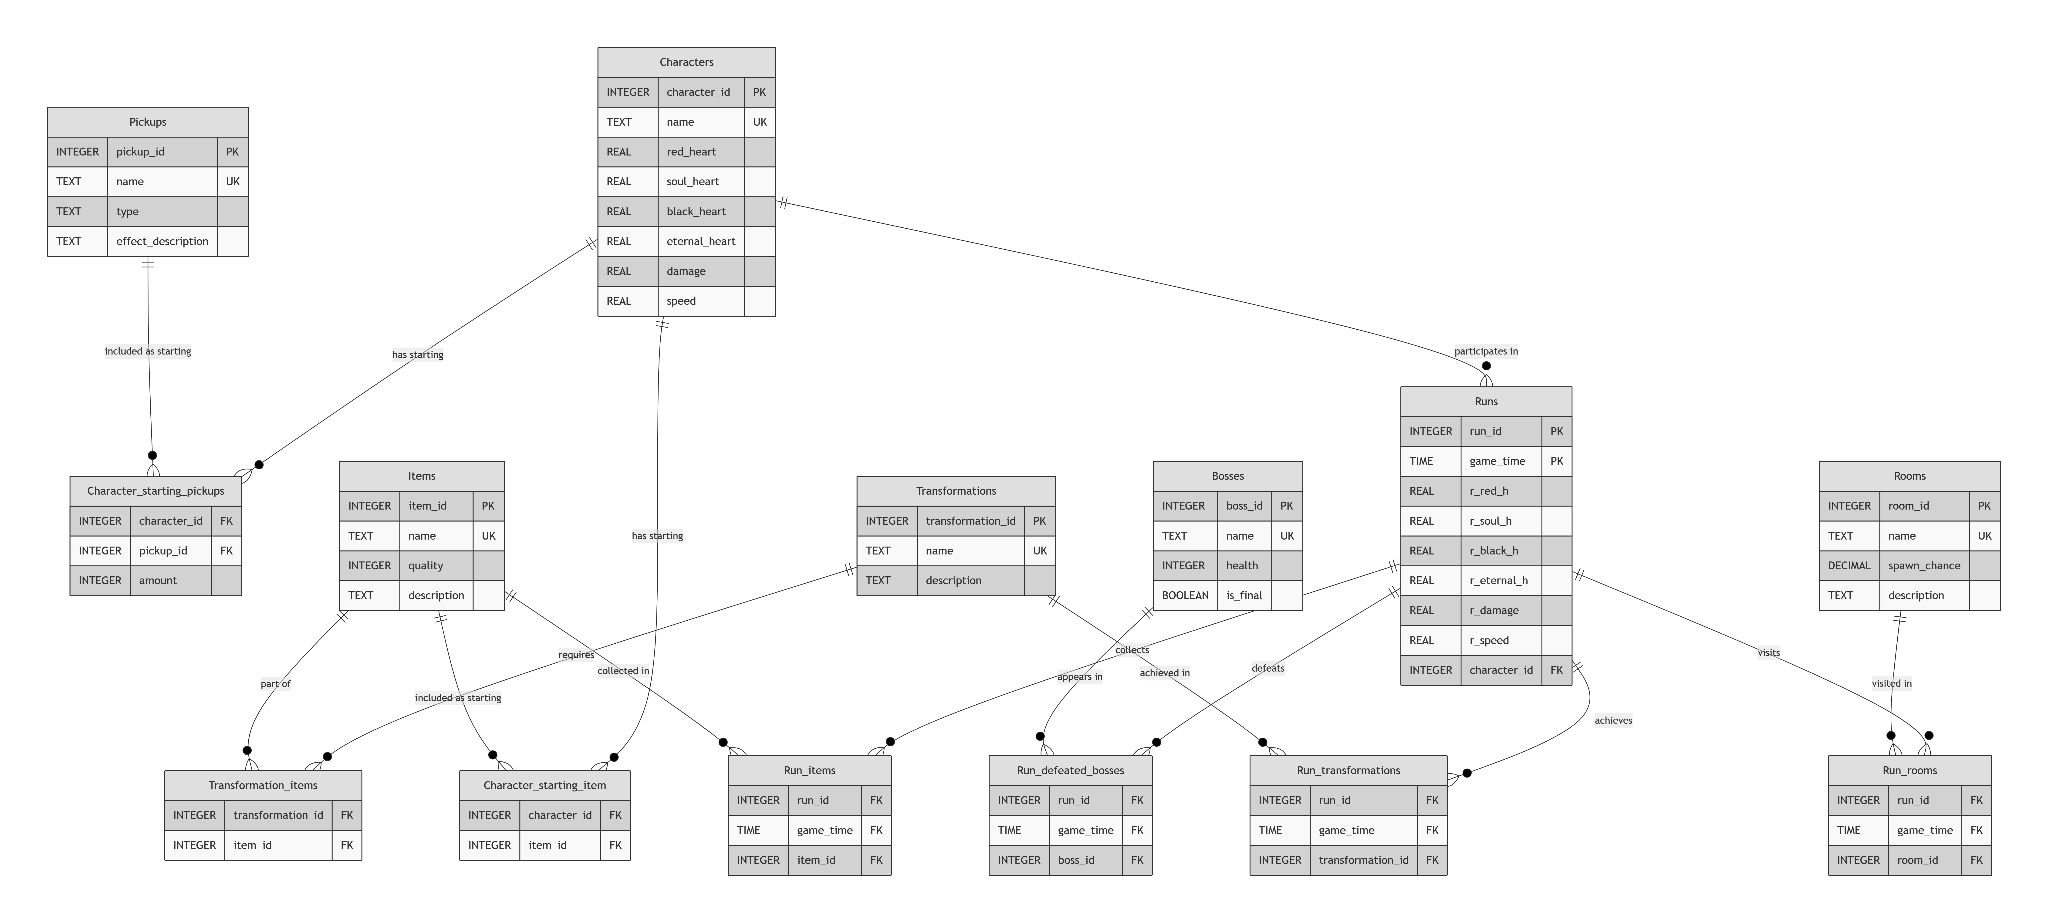 Characters
INTEGER character_id PK
TEXT name UK
REAL red_heart
REAL soul_heart
REAL black_heart
REAL eternal_heart
REAL damage
REAL speed
Pickups
INTEGER pickup_id PK
TEXT name UK
TEXT type
TEXT effect_description
included as starting
has starting
participates in
Runs
INTEGER run_id PK
TIME game_time PK
REAL r_red_h
REAL r_soul_h
REAL r_black_h
REAL r_eternal_h
REAL r_damage
REAL r_speed
INTEGER character_id FK
Character_starting_pickups
INTEGER character_id FK
INTEGER pickup_id FK
INTEGER amount
Items
INTEGER item_id PK
TEXT name UK
INTEGER quality
TEXT description
has starting
Transformations
INTEGER transformation_id PK
TEXT name UK
TEXT description
Bosses
INTEGER boss_id PK
TEXT name UK
INTEGER health
BOOLEAN is_final
Rooms
INTEGER room_id PK
TEXT name UK
DECIMAL spawn_chance
TEXT description
part of
included as starting
requires
collected in
appears in
collects
achieved in
defeats
achieves
visits
visited in
Transformation_items
INTEGER transformation_id FK
INTEGER item_id FK
Character_starting_item
INTEGER character_id FK
INTEGER item_id FK
Run_items
INTEGER run_id FK
TIME game_time FK
INTEGER item_id FK
Run_defeated_bosses
INTEGER run_id FK
TIME game_time FK
INTEGER boss_id FK
Run_transformations
INTEGER run_id FK
TIME game_time FK
INTEGER transformation_id FK
Run_rooms
INTEGER run_id FK
TIME game_time FK
INTEGER room_id FK